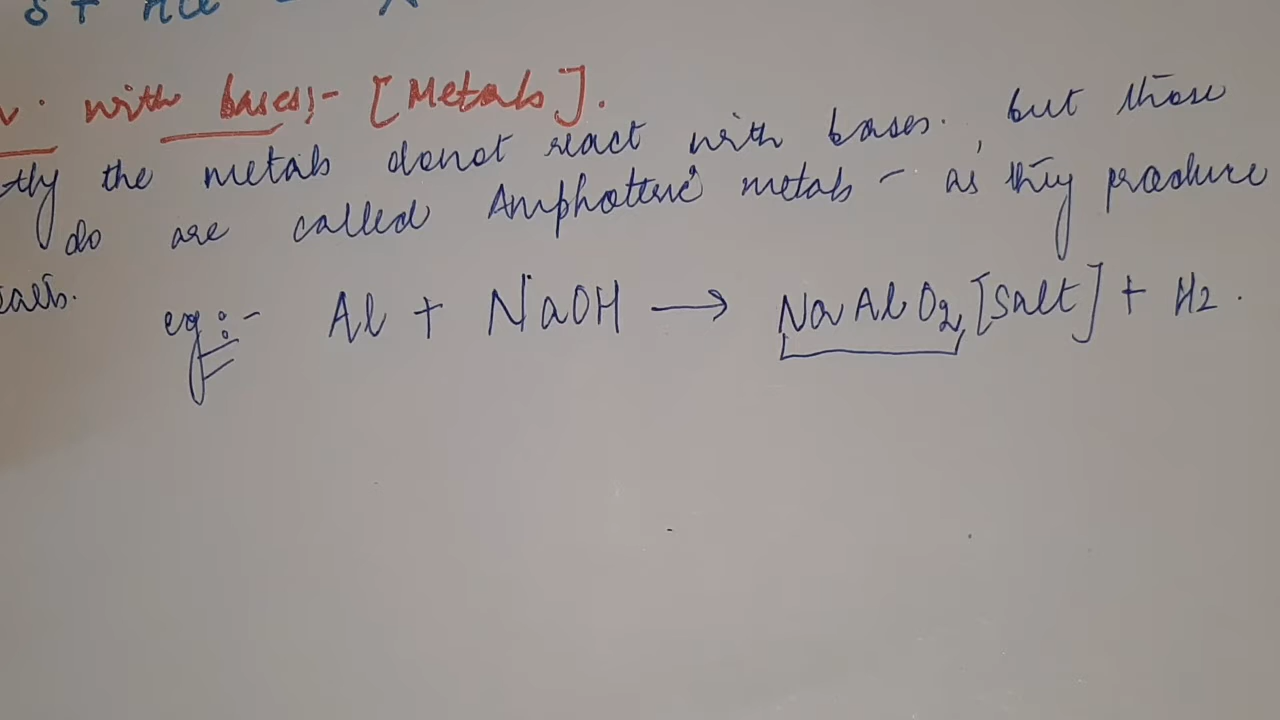 with bases:- [Metals].
the metals donot react with bases. but those
do are called Amphoteric metals - as they produce
eg:- Al + NaOH → NaAlO2 [Salt] + H2.